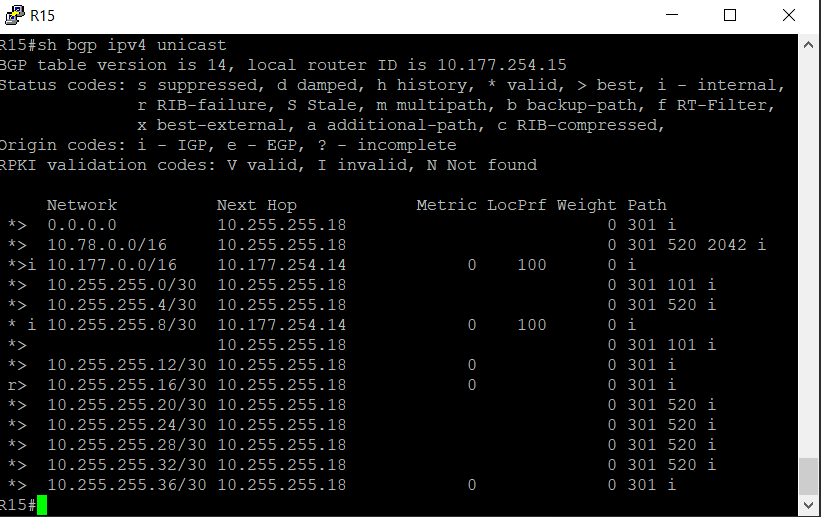 R15
R15#sh bgp ipv4 unicast
BGP table version is 14, local router ID is 10.177.254.15
Status codes: s suppressed, d damped, h history, * valid, > best, i - internal,
              r RIB-failure, S Stale, m multipath, b backup-path, f RT-Filter,
              x best-external, a additional-path, c RIB-compressed,
Origin codes: i - IGP, e - EGP, ? - incomplete
RPKI validation codes: V valid, I invalid, N Not found

     Network          Next Hop            Metric LocPrf Weight Path
 *>  0.0.0.0          10.255.255.18                          0 301 i
 *>  10.78.0.0/16     10.255.255.18                          0 301 520 2042 i
 *>i 10.177.0.0/16    10.177.254.14            0    100      0 i
 *>  10.255.255.0/30  10.255.255.18                          0 301 101 i
 *>  10.255.255.4/30  10.255.255.18                          0 301 520 i
 * i 10.255.255.8/30  10.177.254.14            0    100      0 i
 *>                   10.255.255.18                          0 301 101 i
 *>  10.255.255.12/30 10.255.255.18            0             0 301 i
 r>  10.255.255.16/30 10.255.255.18            0             0 301 i
 *>  10.255.255.20/30 10.255.255.18                          0 301 520 i
 *>  10.255.255.24/30 10.255.255.18                          0 301 520 i
 *>  10.255.255.28/30 10.255.255.18                          0 301 520 i
 *>  10.255.255.32/30 10.255.255.18                          0 301 520 i
 *>  10.255.255.36/30 10.255.255.18            0             0 301 i
R15#